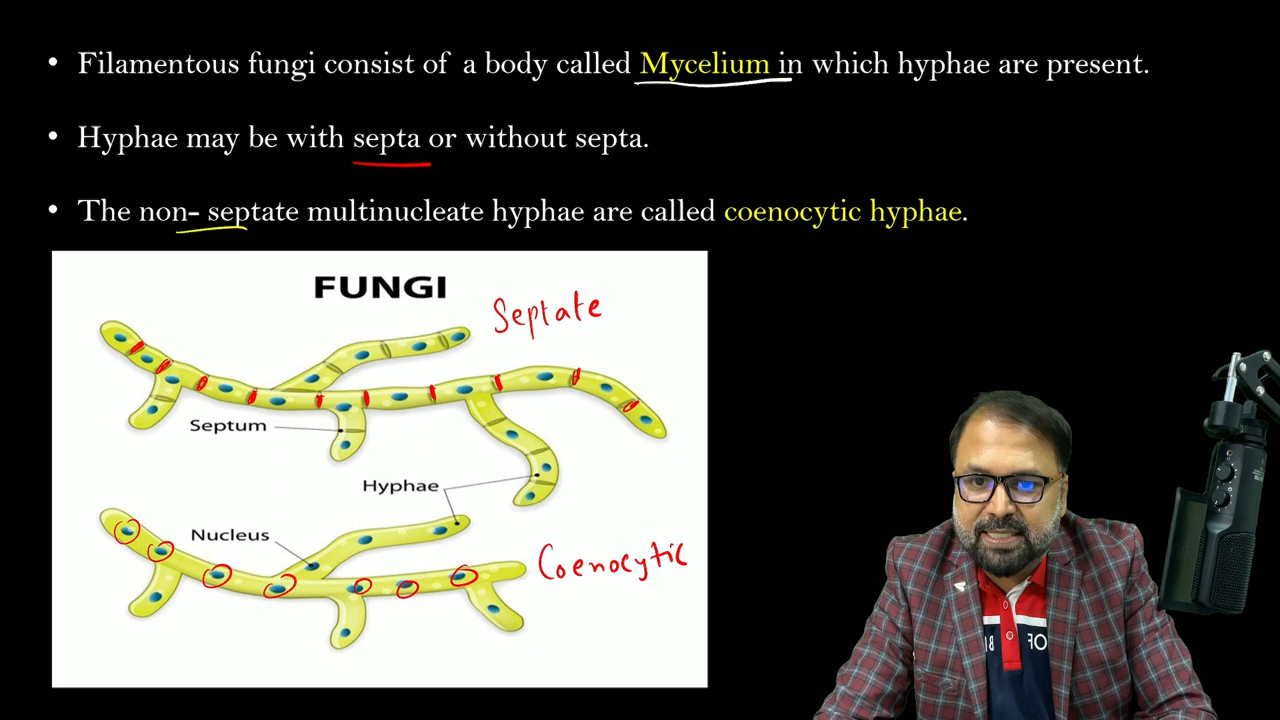 • Filamentous fungi consist of a body called Mycelium in which hyphae are present.
• Hyphae may be with septa or without septa.
• The non- septate multinucleate hyphae are called coenocytic hyphae.
FUNGI
Septate
Septum
Hyphae
Nucleus
Coenocytic